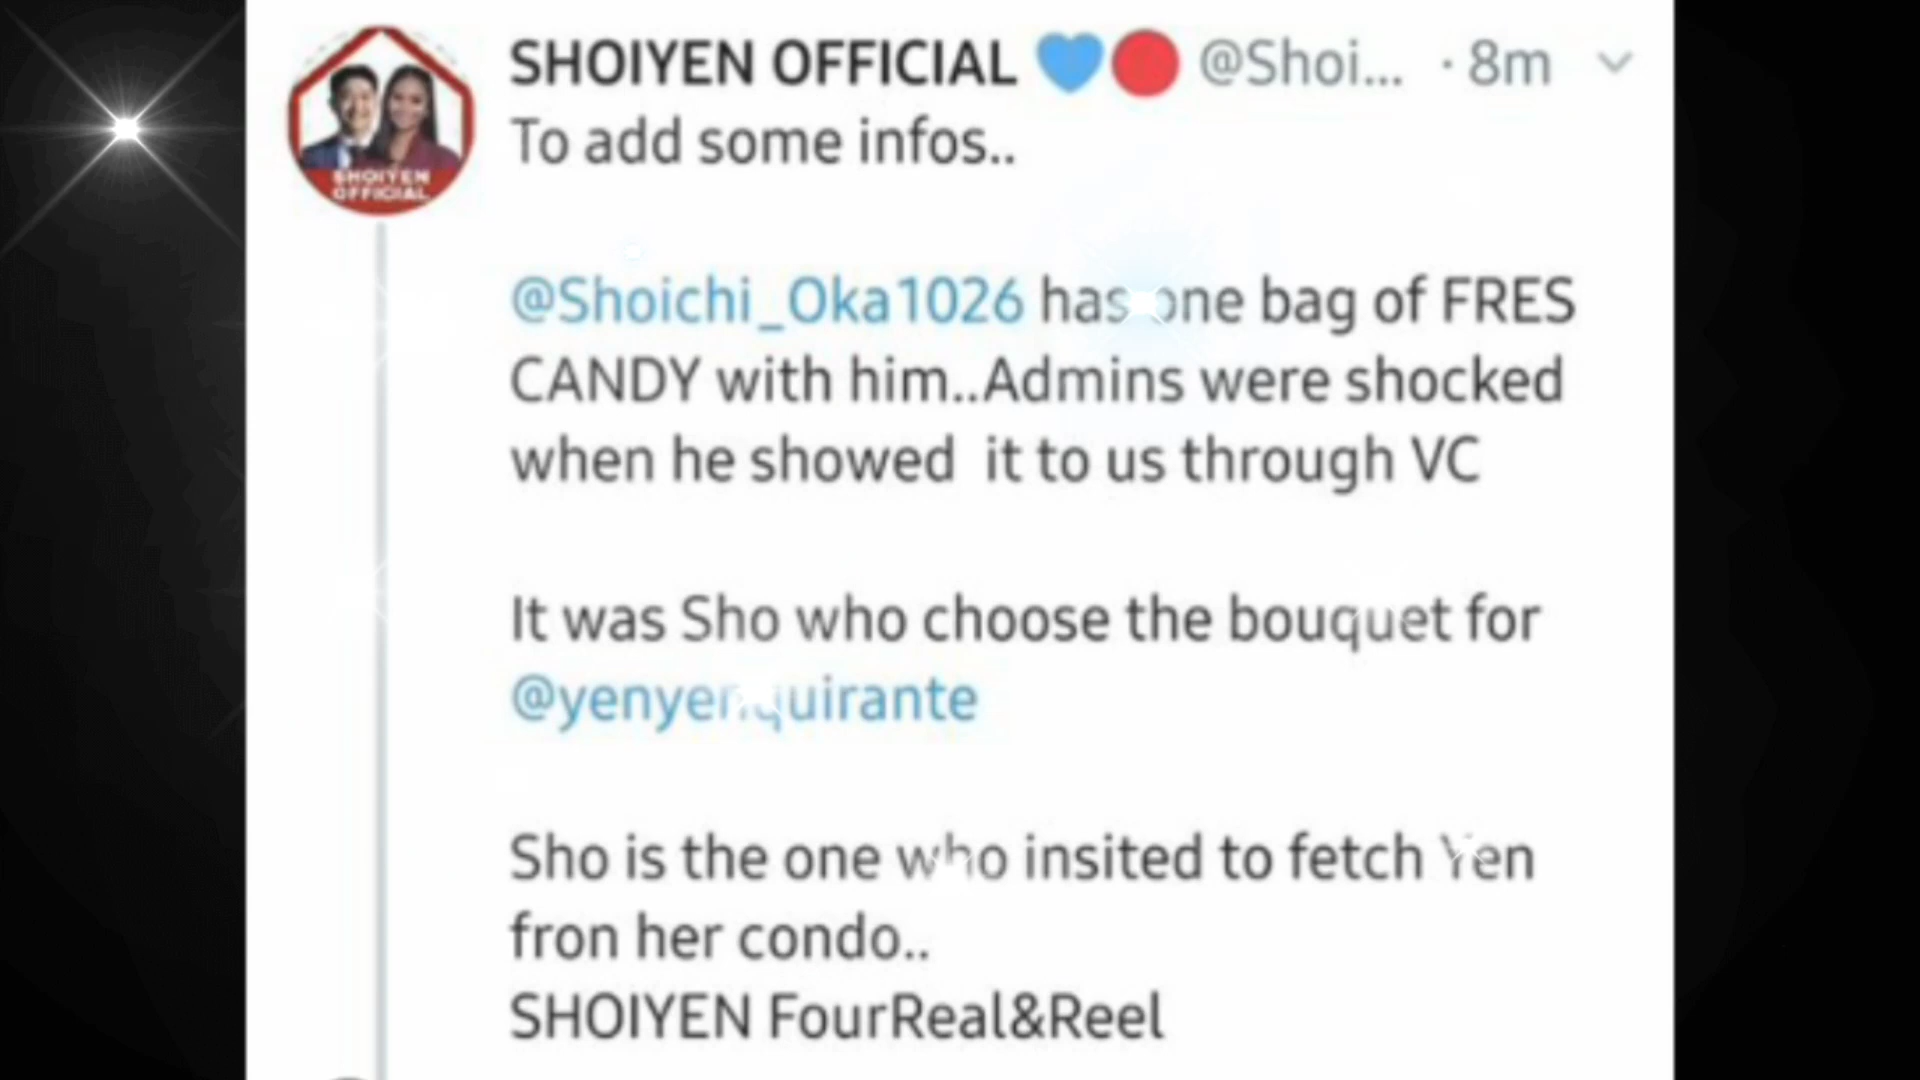 SHOIYEN OFFICIAL 💙🔴 @Shoi... · 8m
To add some infos..
@Shoichi_Oka1026 has one bag of FRES
CANDY with him..Admins were shocked
when he showed it to us through VC
It was Sho who choose the bouquet for
@yenyenquirante
Sho is the one who insited to fetch Yen
fron her condo..
SHOIYEN FourReal&Reel
SHOIYEN
OFFICIAL